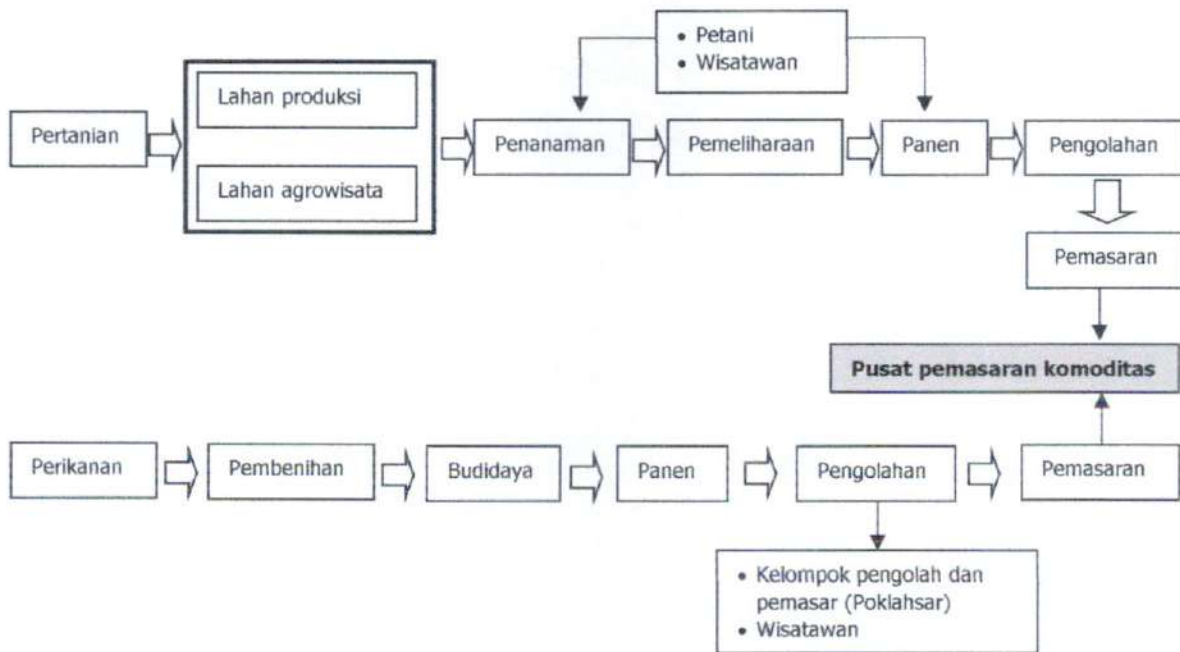 • Petani
• Wisatawan
Pertanian
Lahan produksi
Lahan agrowisata
Penanaman
Pemeliharaan
Panen
Pengolahan
Pemasaran
Pusat pemasaran komoditas
Perikanan
Pembenihan
Budidaya
Panen
Pengolahan
Pemasaran
• Kelompok pengolah dan
pemasar (Poklahsar)
• Wisatawan